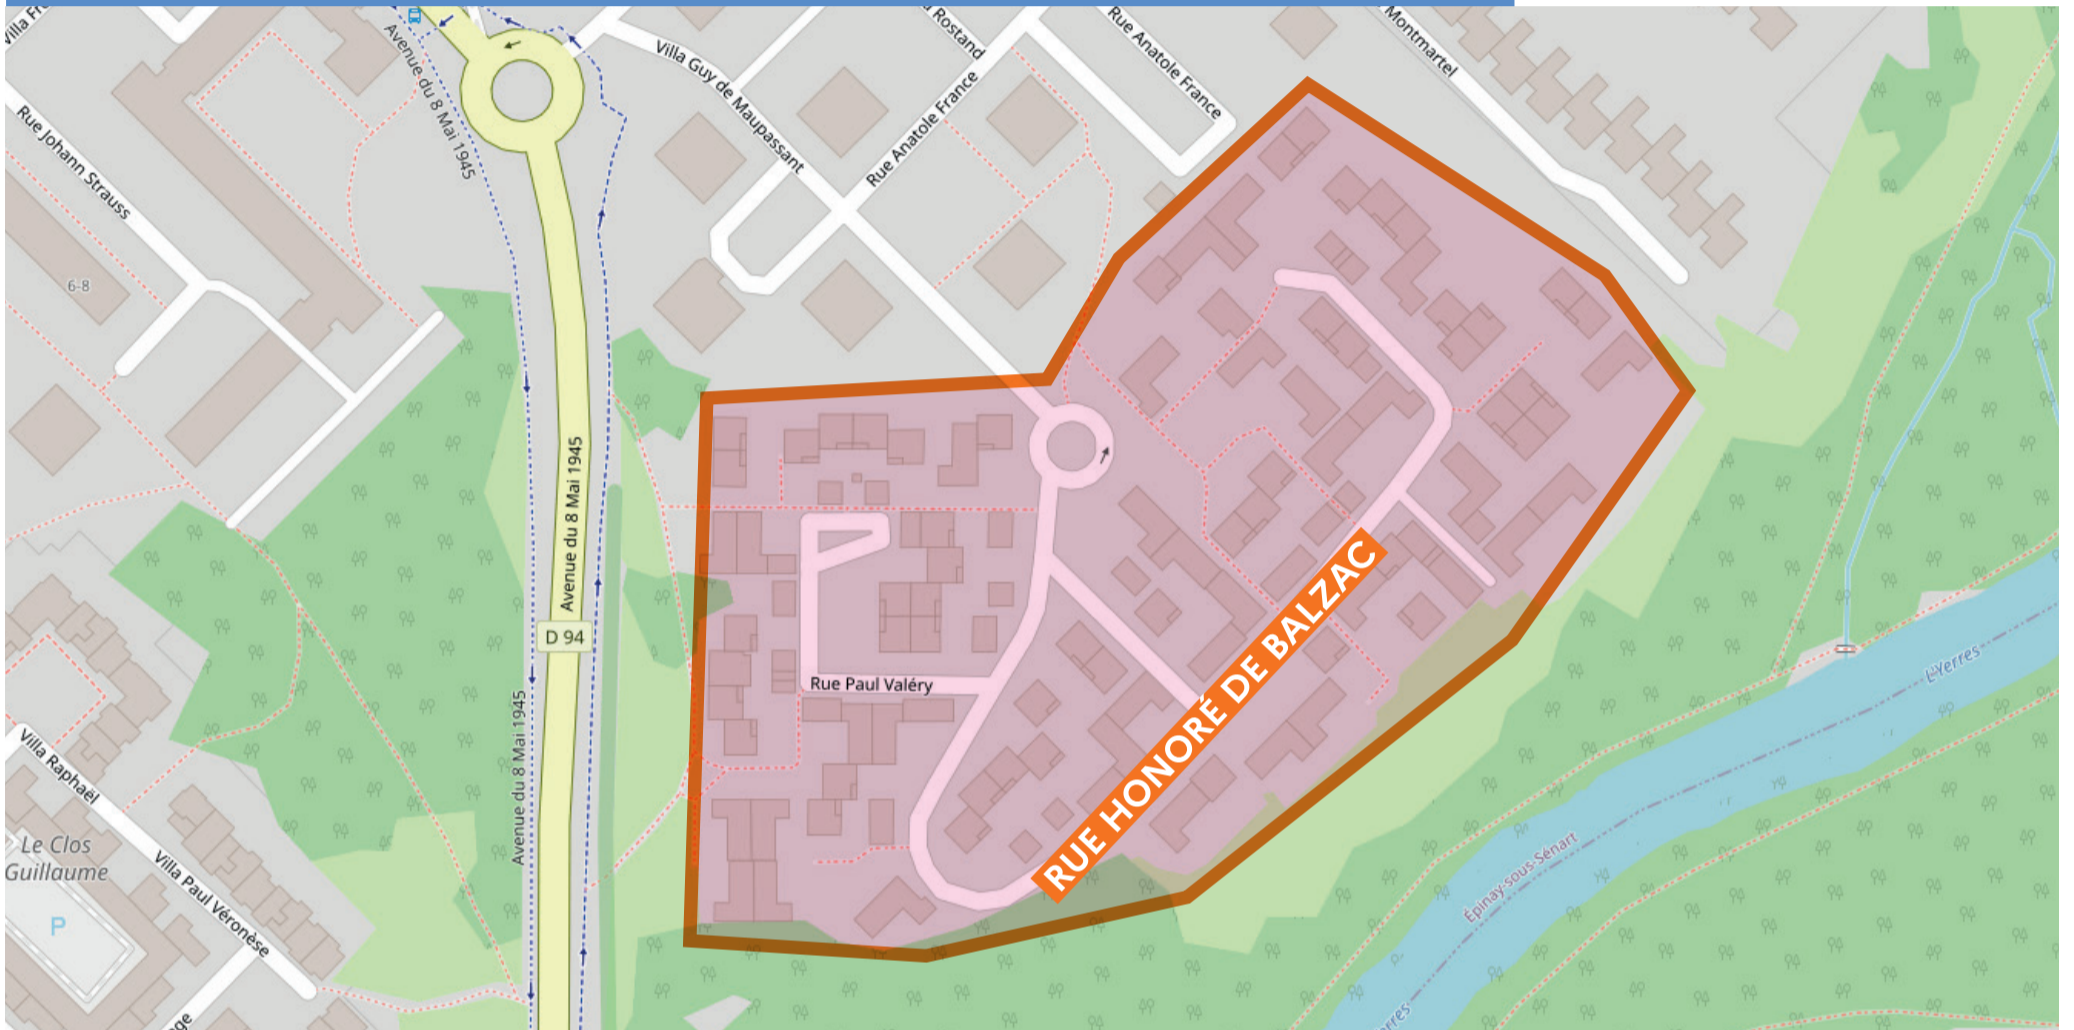 Villa
Rostand
Rue Anatole France
Montmartel
Avenue du 8 Mai 1945
Villa Guy de Maupassant
Rue Anatole France
Rue Johann Strauss
6-8
Avenue du 8 Mai 1945
D 94
RUE HONORÉ DE BALZAC
Rue Paul Valéry
L'Yerres
Avenue du 8 Mai 1945
Villa Raphaël
Le Clos
Guillaume
Villa Paul Véronèse
Épinay-sous-Sénart
P